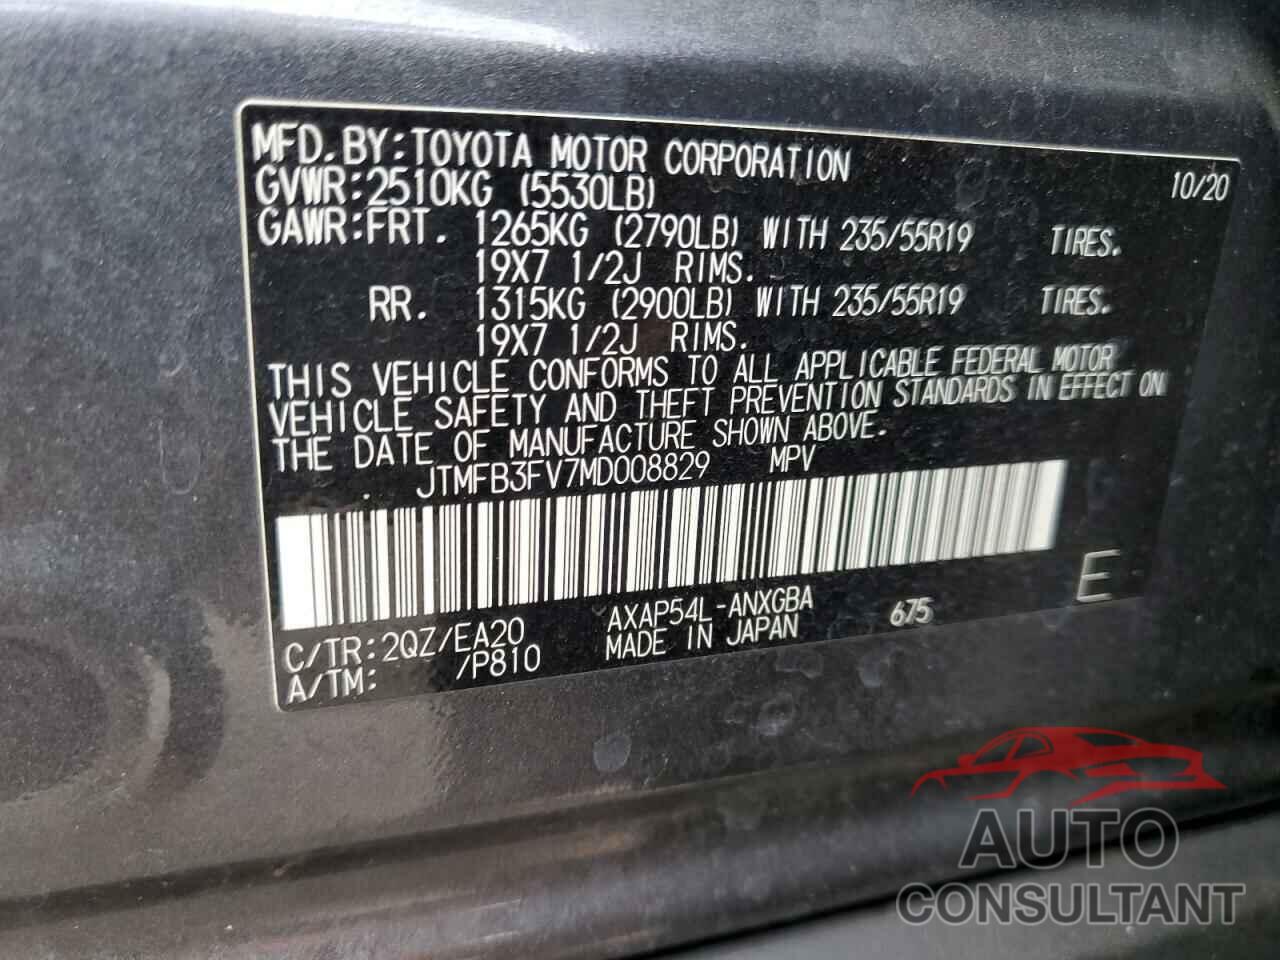 MFD.BY:TOYOTA MOTOR CORPORATION 10/20
GVWR:2510KG (5530LB)
GAWR:FRT. 1265KG (2790LB) WITH 235/55R19 TIRES.
19X7 1/2J RIMS.
RR. 1315KG (2900LB) WITH 235/55R19 TIRES.
19X7 1/2J RIMS.
THIS VEHICLE CONFORMS TO ALL APPLICABLE FEDERAL MOTOR
VEHICLE SAFETY AND THEFT PREVENTION STANDARDS IN EFFECT ON
THE DATE OF MANUFACTURE SHOWN ABOVE.
JTMFB3FV7MD008829 MPV
E
C/TR:2QZ/EA20 AXAP54L-ANXGBA 675
A/TM: /P810 MADE IN JAPAN
AUTO
CONSULTANT